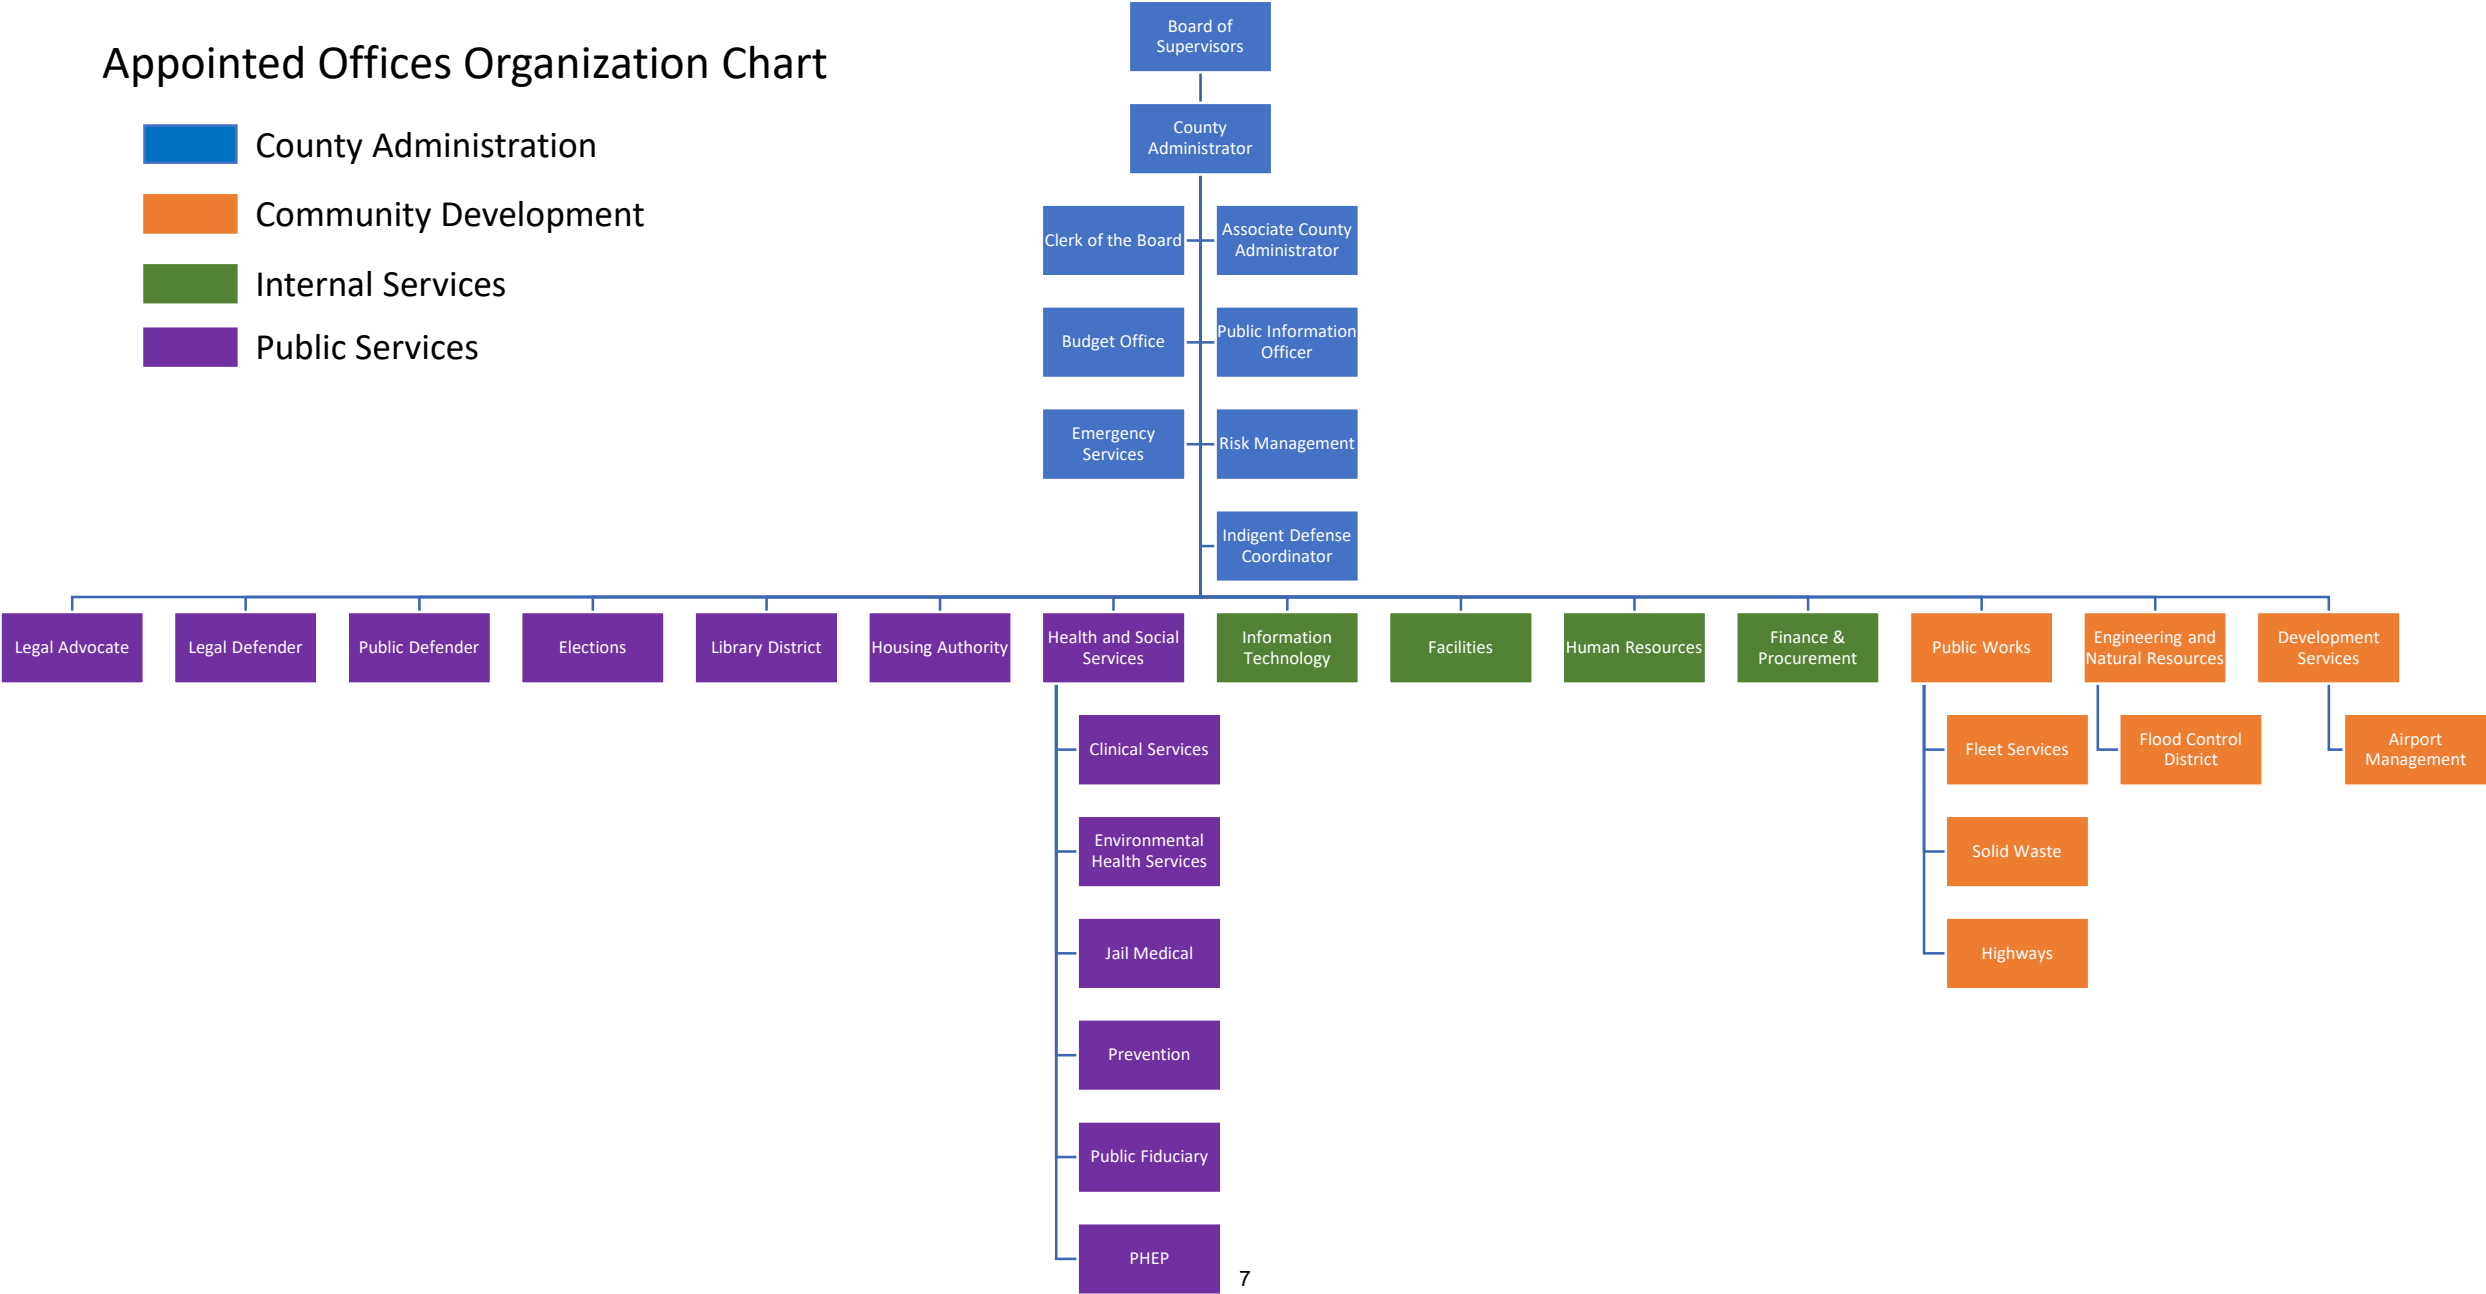 Appointed Offices Organization Chart
County Administration
Community Development
Internal Services
Public Services
Board of
Supervisors
County
Administrator
Clerk of the Board
Associate County
Administrator
Budget Office
Public Information
Officer
Emergency
Services
Risk Management
Indigent Defense
Coordinator
Legal Advocate
Legal Defender
Public Defender
Elections
Library District
Housing Authority
Health and Social
Services
Information
Technology
Facilities
Human Resources
Finance &
Procurement
Public Works
Engineering and
Natural Resources
Development
Services
Clinical Services
Environmental
Health Services
Jail Medical
Prevention
Public Fiduciary
PHEP
Fleet Services
Solid Waste
Highways
Flood Control
District
Airport
Management
7